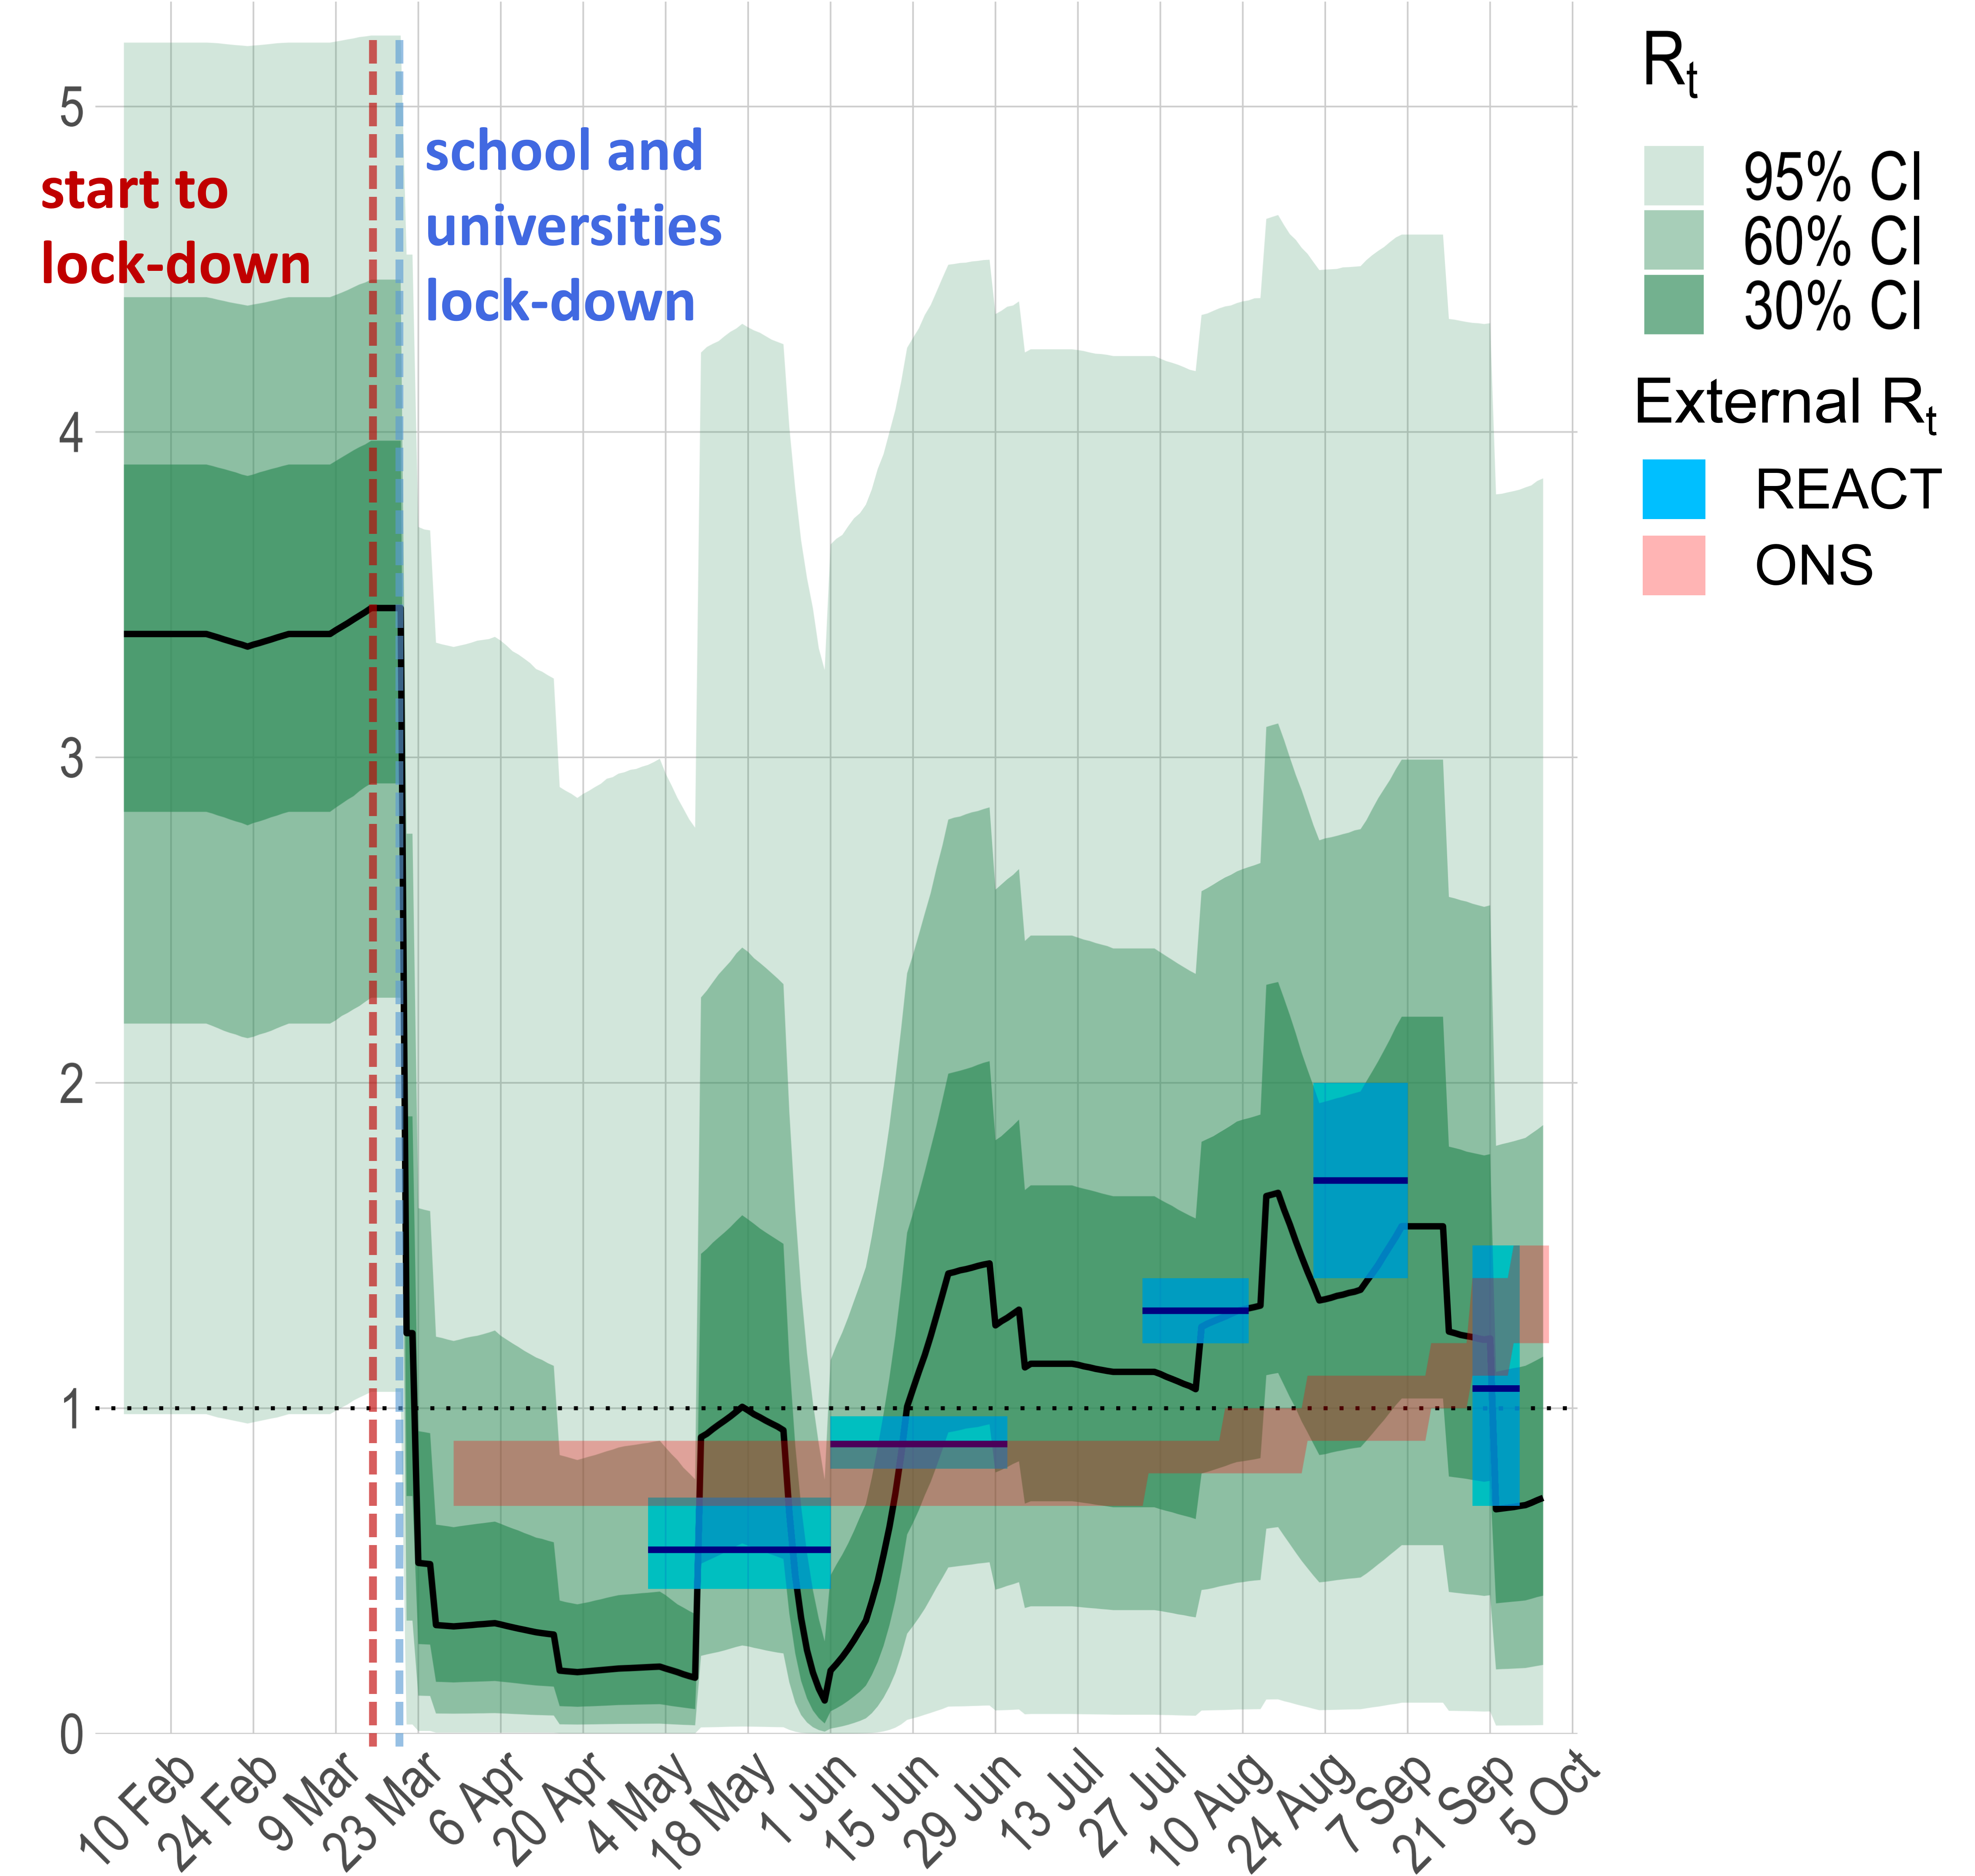 5
4
3
2
1
0
start to
lock-down
school and
universities
lock-down
10 Feb
24 Feb
9 Mar
23 Mar
6 Apr
20 Apr
4 May
18 May
1 Jun
15 Jun
29 Jun
13 Jul
27 Jul
10 Aug
24 Aug
7 Sep
21 Sep
5 Oct
Rt
95% CI
60% CI
30% CI
External Rt
REACT
ONS